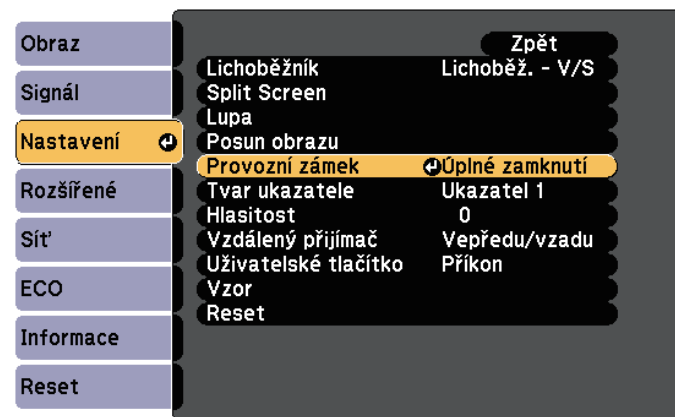 Obraz
Signál
Nastavení
Rozšířené
Síť
ECO
Informace
Reset
Zpět
Lichoběžník Lichoběž. - V/S
Split Screen
Lupa
Posun obrazu
Provozní zámek Úplné zamknutí
Tvar ukazatele Ukazatel 1
Hlasitost 0
Vzdálený přijímač Vepředu/vzadu
Uživatelské tlačítko Příkon
Vzor
Reset